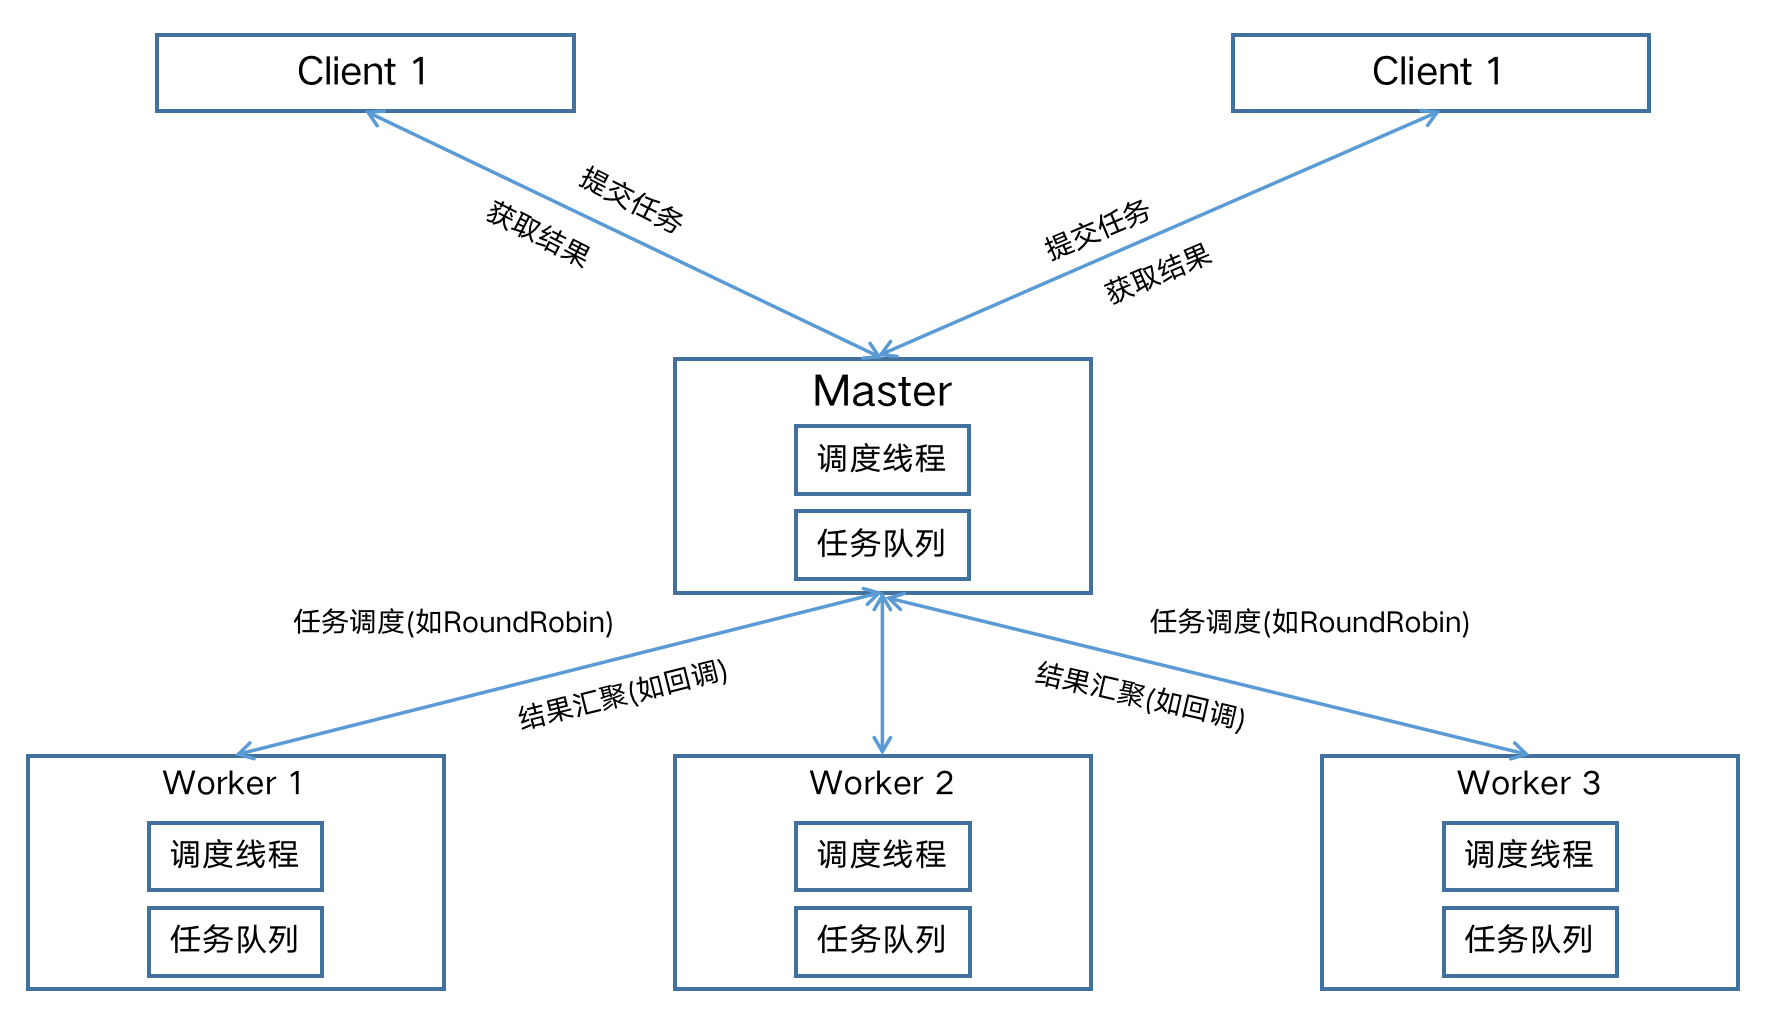 Client 1
Client 1
提交任务
获取结果
提交任务
获取结果
Master
调度线程
任务队列
任务调度(如RoundRobin)
任务调度(如RoundRobin)
结果汇聚(如回调)
结果汇聚(如回调)
Worker 1
调度线程
任务队列
Worker 2
调度线程
任务队列
Worker 3
调度线程
任务队列